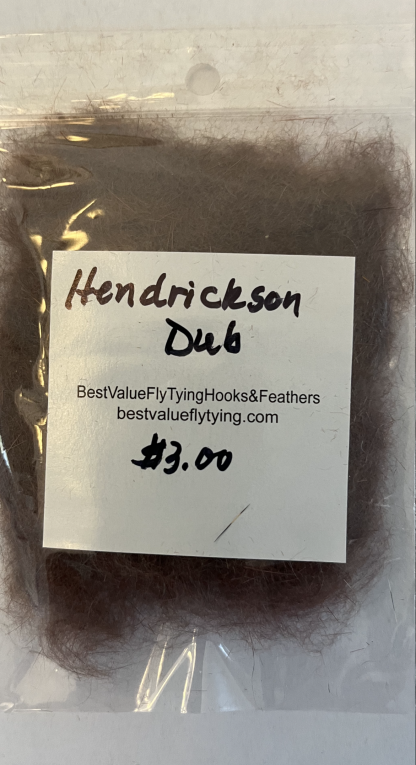 Hendrickson
Dub
BestValueFlyTyingHooks&Feathers
bestvalueflytying.com
$3.00